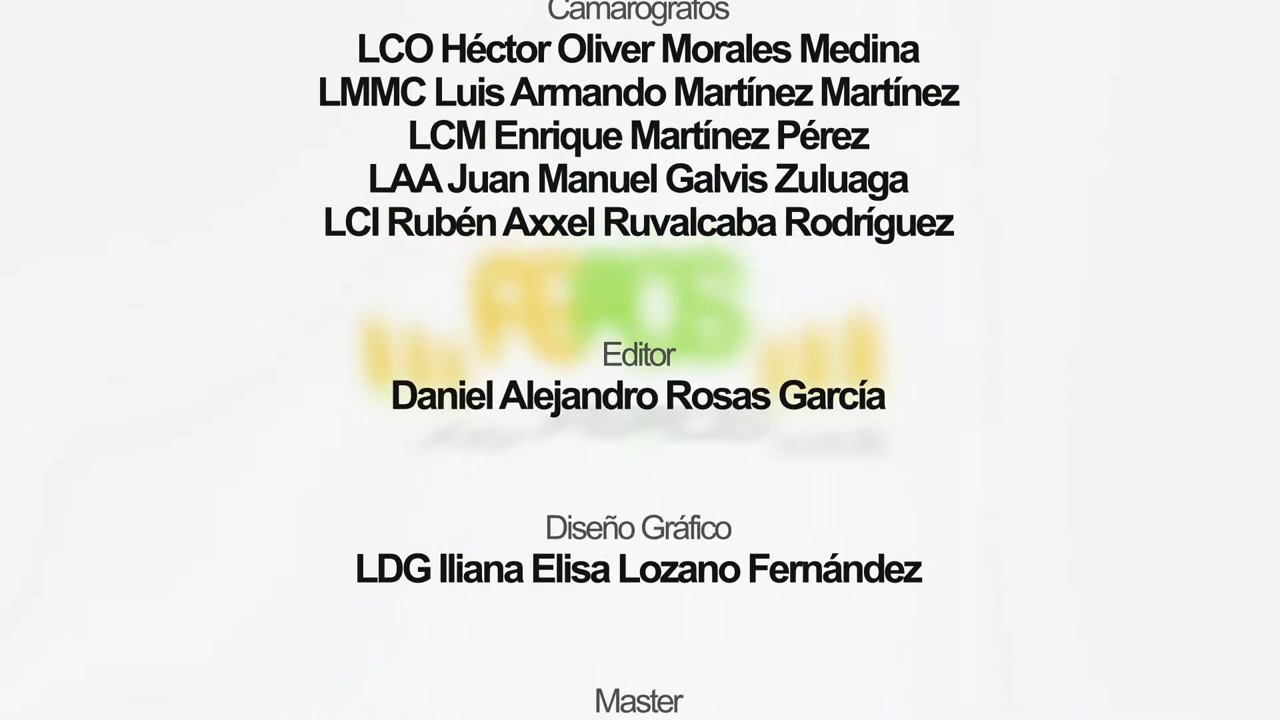 Camarógrafos
LCO Héctor Oliver Morales Medina
LMMC Luis Armando Martínez Martínez
LCM Enrique Martínez Pérez
LAA Juan Manuel Galvis Zuluaga
LCI Rubén Axxel Ruvalcaba Rodríguez
Editor
Daniel Alejandro Rosas García
Diseño Gráfico
LDG Iliana Elisa Lozano Fernández
Master